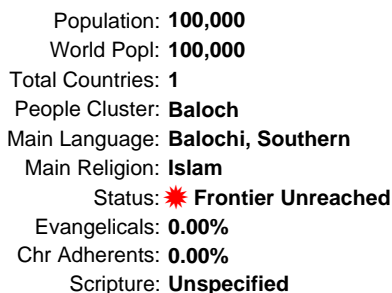 Population: 100,000
World Popl: 100,000
Total Countries: 1
People Cluster: Baloch
Main Language: Balochi, Southern
Main Religion: Islam
Status: Frontier Unreached
Evangelicals: 0.00%
Chr Adherents: 0.00%
Scripture: Unspecified